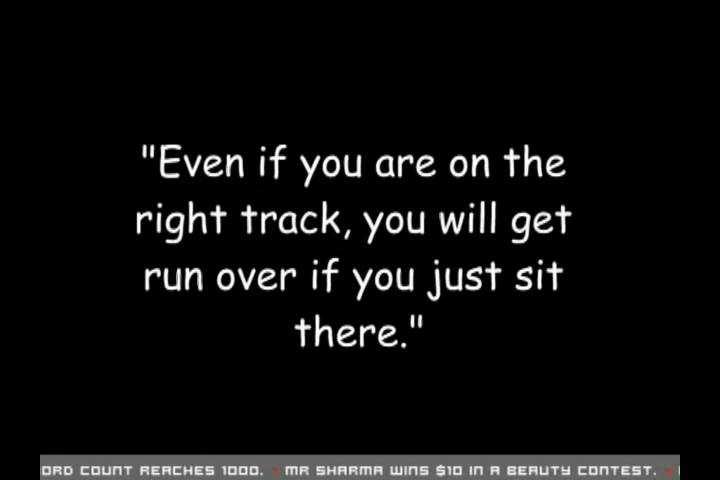 "Even if you are on the
right track, you will get
run over if you just sit
there."
COUNT REACHES 1000. • MR SHARMA WINS $10 IN A BEAUTY CONTEST. •